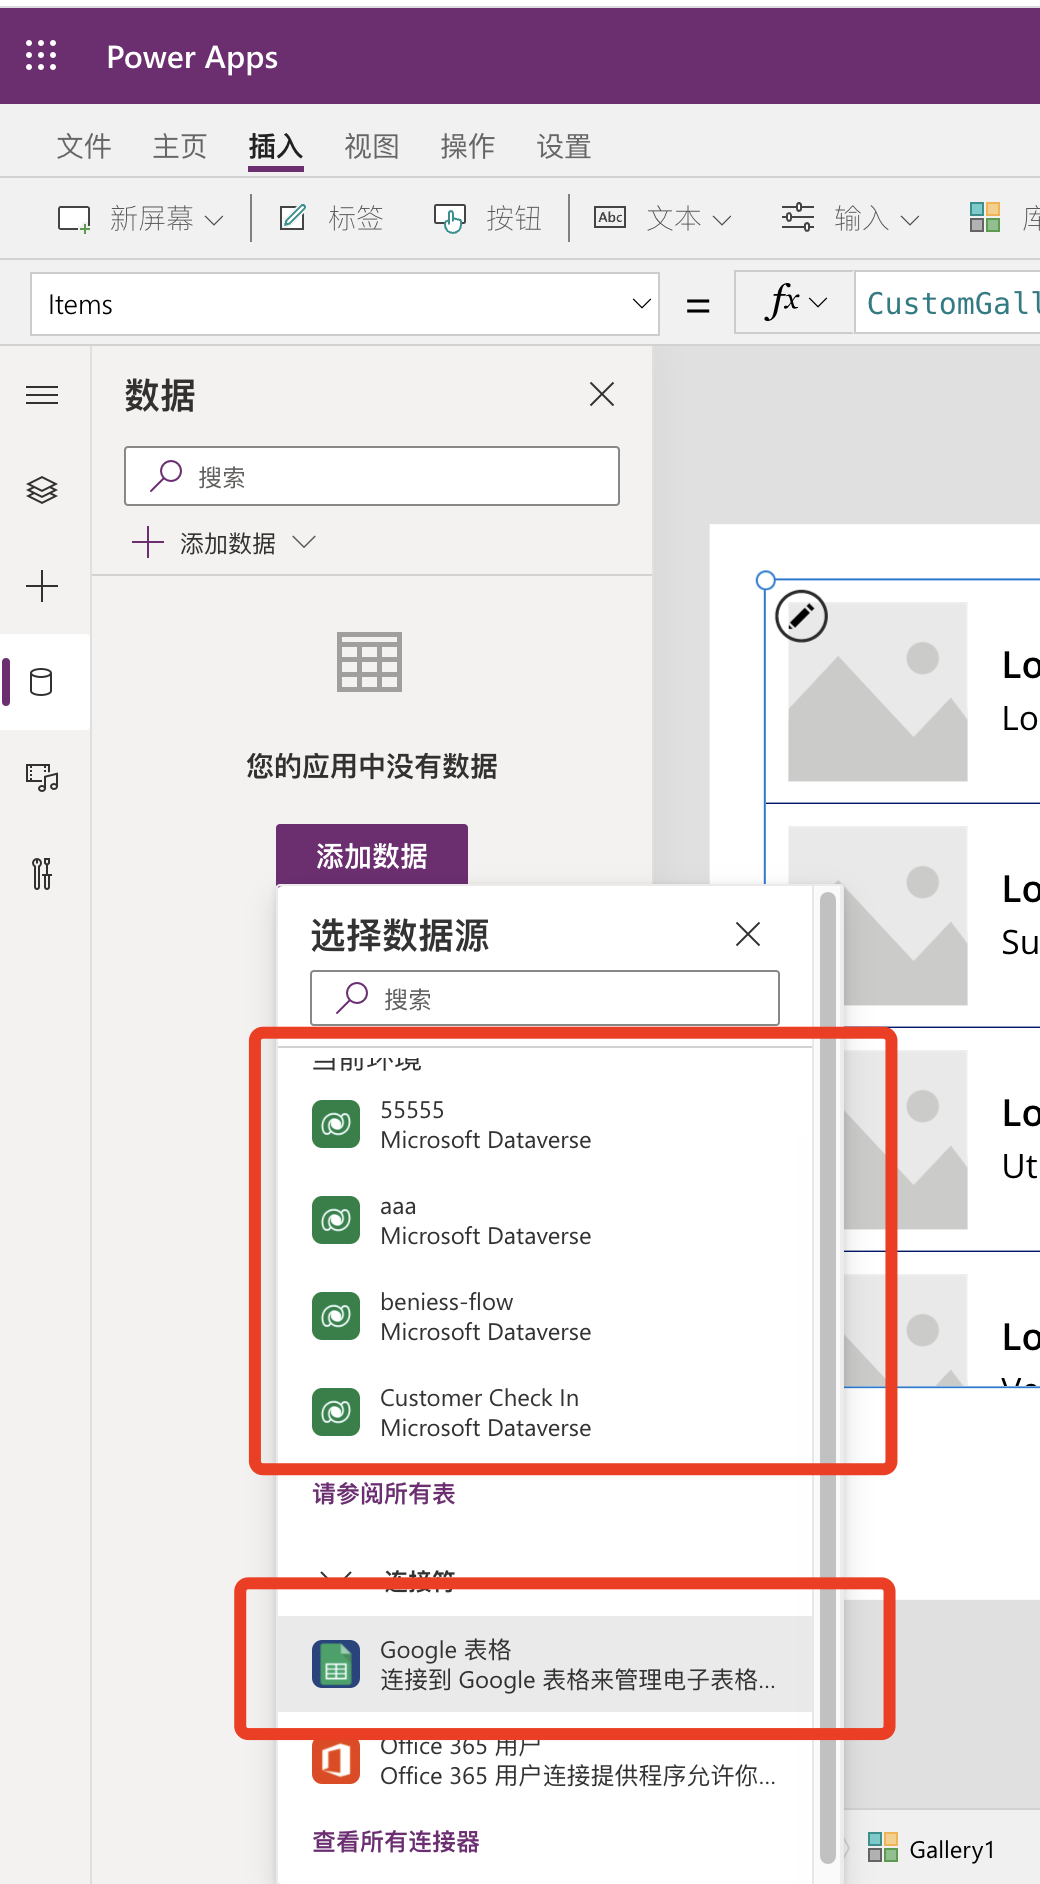 Power Apps
文件 主页 插入 视图 操作 设置
新屏幕 标签 按钮 Abc 文本 输入 库
Items = fx CustomGall
数据
搜索
添加数据
您的应用中没有数据
添加数据
选择数据源
搜索
当前环境
55555
Microsoft Dataverse
aaa
Microsoft Dataverse
beniess-flow
Microsoft Dataverse
Customer Check In
Microsoft Dataverse
请参阅所有表
连接符
Google 表格
连接到 Google 表格来管理电子表格...
Office 365 用户
Office 365 用户连接提供程序允许你...
查看所有连接器
Lo
Lo
Lo
Su
Lo
Ut
Lo
Gallery1